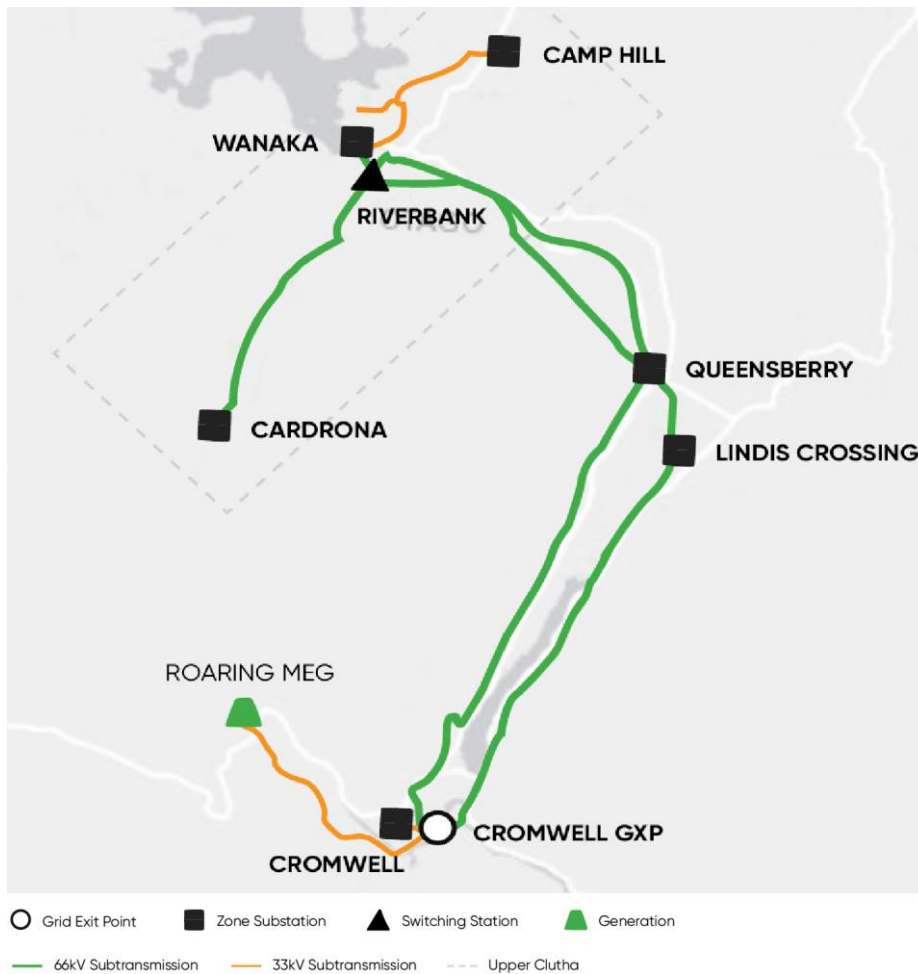 CAMP HILL
WANAKA
RIVERBANK
OTAGO
QUEENSBERRY
CARDRONA
LINDIS CROSSING
ROARING MEG
CROMWELL GXP
CROMWELL
Grid Exit Point
Zone Substation
Switching Station
Generation
66kV Subtransmission
33kV Subtransmission
Upper Clutha